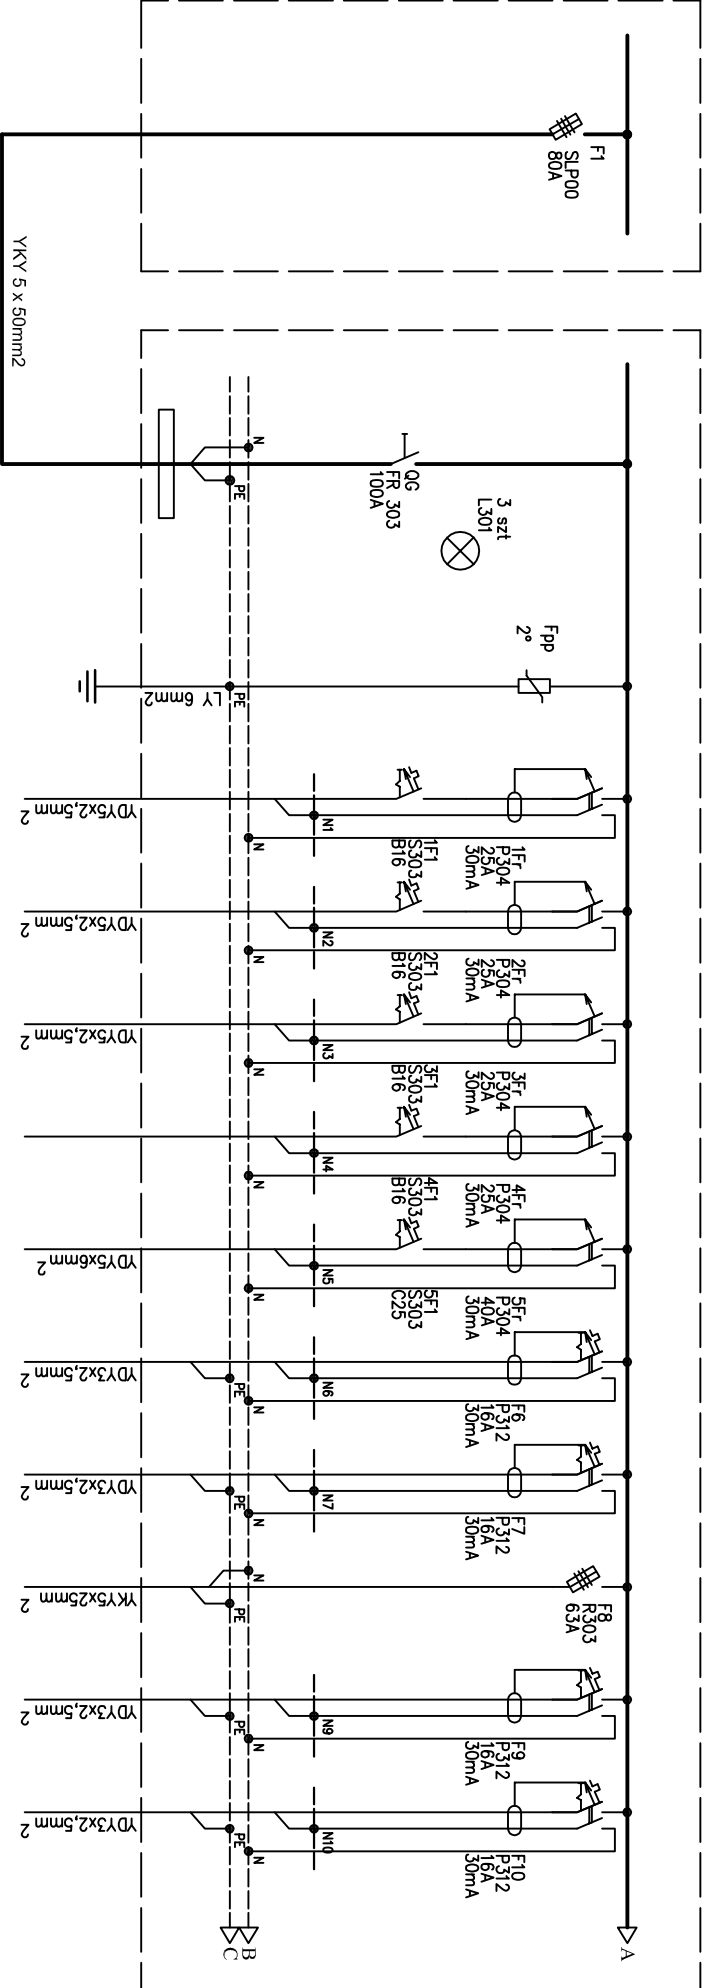 F1
SLP00
80A
YKY 5 x 50mm2
N
PE
QG
FR 303
100A
3 szt
L301
Fpp
2°
PE
LY 6mm2
1Fr
P304
25A
30mA
1F1
S303
B16
N1
N
YDY5x2,5mm 2
2Fr
P304
25A
30mA
2F1
S303
B16
N2
N
YDY5x2,5mm 2
3Fr
P304
25A
30mA
3F1
S303
B16
N3
N
YDY5x2,5mm 2
4Fr
P304
25A
30mA
4F1
S303
B16
N4
N
5Fr
P304
40A
30mA
5F1
S303
C25
N5
N
YDY5x6mm 2
F6
P312
16A
30mA
N6
PE
N
YDY3x2,5mm 2
F7
P312
16A
30mA
N7
PE
N
YDY3x2,5mm 2
F8
R303
63A
N
PE
YKY5x25mm 2
F9
P312
16A
30mA
N9
PE
N
YDY3x2,5mm 2
F10
P312
16A
30mA
N10
PE
N
YDY3x2,5mm 2
A
B
C